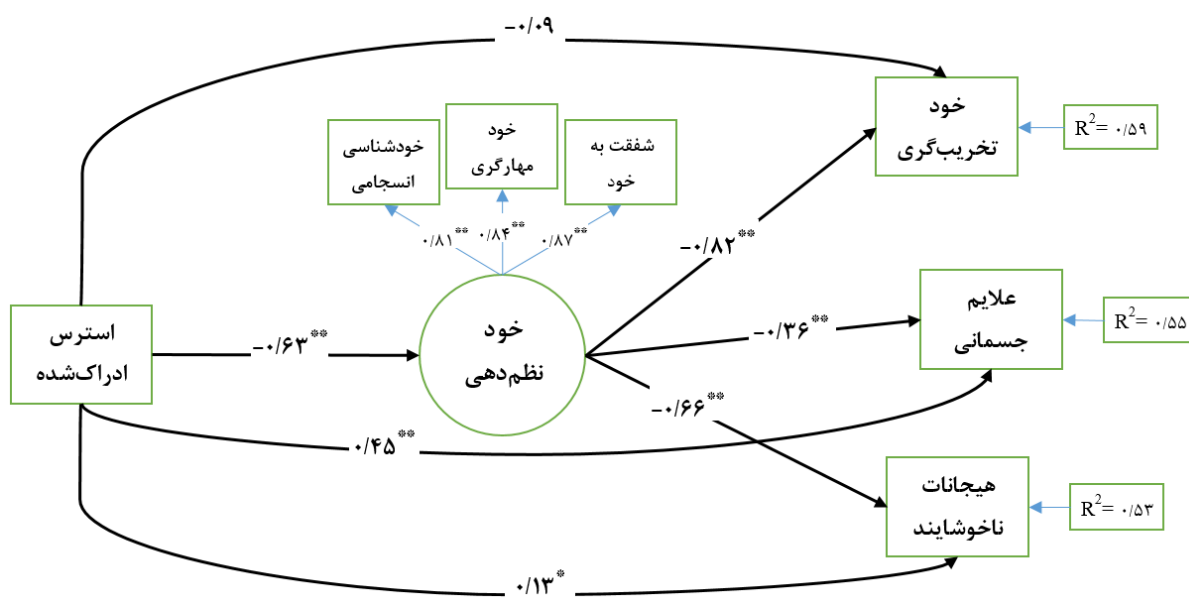 -۰/۰۹
خود
تخریب‌گری
R²= ۰/۵۹
خودشناسی
انسجامی
خود
مهارگری
شفقت به
خود
۰/۸۱**
۰/۸۴**
۰/۸۷**
-۰/۸۲**
استرس
ادراک‌شده
-۰/۶۳**
خود
نظم‌دهی
-۰/۳۶**
علایم
جسمانی
R²= ۰/۵۵
-۰/۶۶**
۰/۴۵**
هیجانات
ناخوشایند
R²= ۰/۵۳
۰/۱۳*